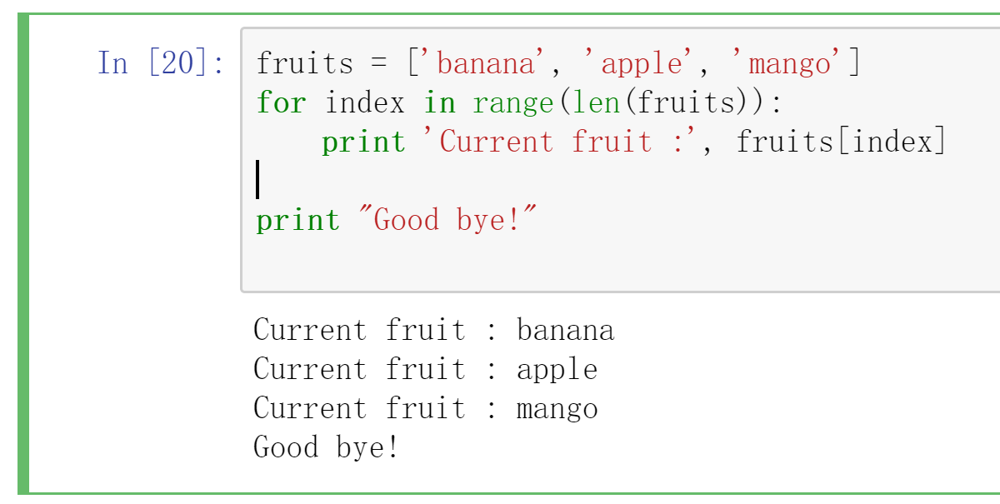 In [20]: fruits = ['banana', 'apple', 'mango']
for index in range(len(fruits)):
    print 'Current fruit :', fruits[index]
print "Good bye!"
Current fruit : banana
Current fruit : apple
Current fruit : mango
Good bye!